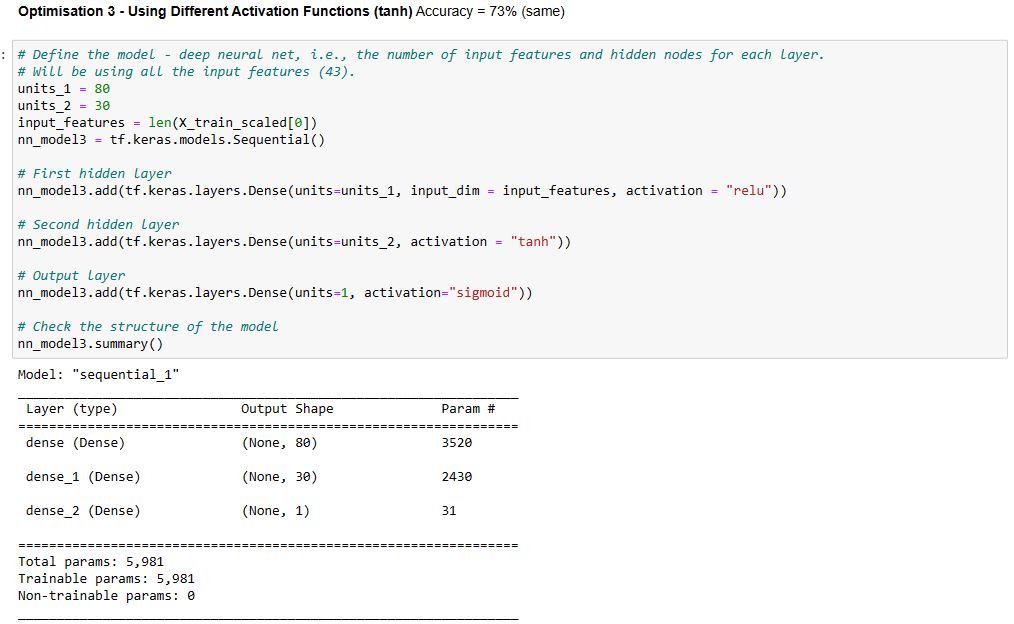 Optimisation 3 - Using Different Activation Functions (tanh) Accuracy = 73% (same)
:
# Define the model - deep neural net, i.e., the number of input features and hidden nodes for each layer.
# Will be using all the input features (43).
units_1 = 80
units_2 = 30
input_features = len(X_train_scaled[0])
nn_model3 = tf.keras.models.Sequential()
# First hidden layer
nn_model3.add(tf.keras.layers.Dense(units=units_1, input_dim = input_features, activation = "relu"))
# Second hidden layer
nn_model3.add(tf.keras.layers.Dense(units=units_2, activation = "tanh"))
# Output layer
nn_model3.add(tf.keras.layers.Dense(units=1, activation="sigmoid"))
# Check the structure of the model
nn_model3.summary()
Model: "sequential_1"
Layer (type) Output Shape Param #
dense (Dense) (None, 80) 3520
dense_1 (Dense) (None, 30) 2430
dense_2 (Dense) (None, 1) 31
Total params: 5,981
Trainable params: 5,981
Non-trainable params: 0